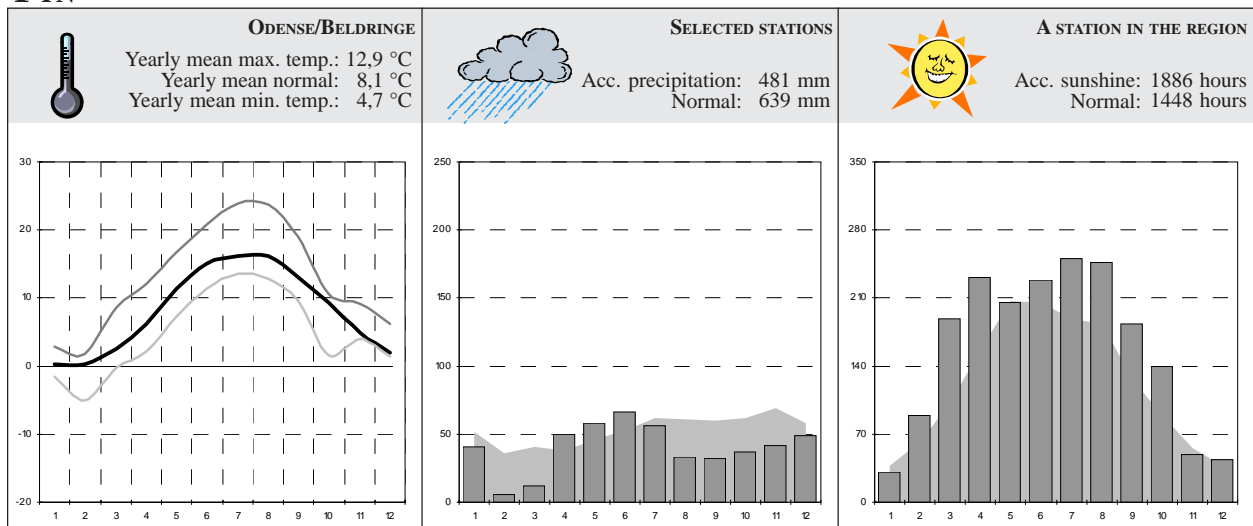 ODENSE/BELDRINGE
Yearly mean max. temp.: 12,9 °C
Yearly mean normal: 8,1 °C
Yearly mean min. temp.: 4,7 °C
SELECTED STATIONS
Acc. precipitation: 481 mm
Normal: 639 mm
A STATION IN THE REGION
Acc. sunshine: 1886 hours
Normal: 1448 hours
30
20
10
0
-10
-20
1 2 3 4 5 6 7 8 9 10 11 12
250
200
150
100
50
0
1 2 3 4 5 6 7 8 9 10 11 12
350
280
210
140
70
0
1 2 3 4 5 6 7 8 9 10 11 12